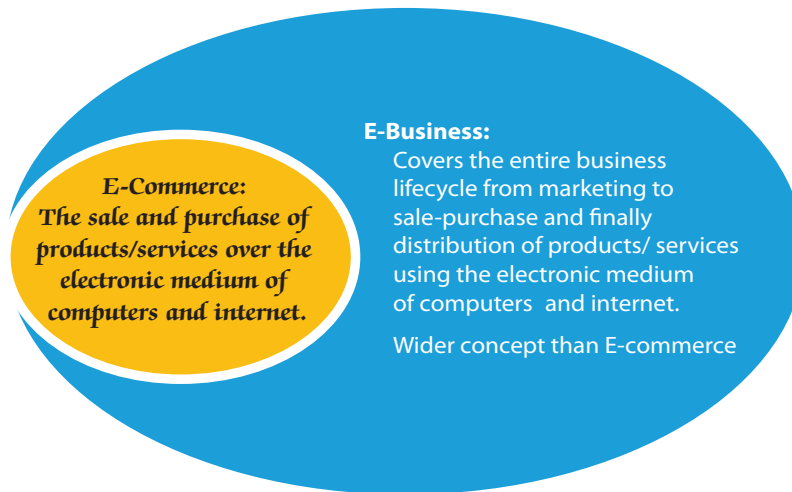 E-Commerce:
The sale and purchase of
products/services over the
electronic medium of
computers and internet.
E-Business:
Covers the entire business
lifecycle from marketing to
sale-purchase and finally
distribution of products/ services
using the electronic medium
of computers and internet.
Wider concept than E-commerce